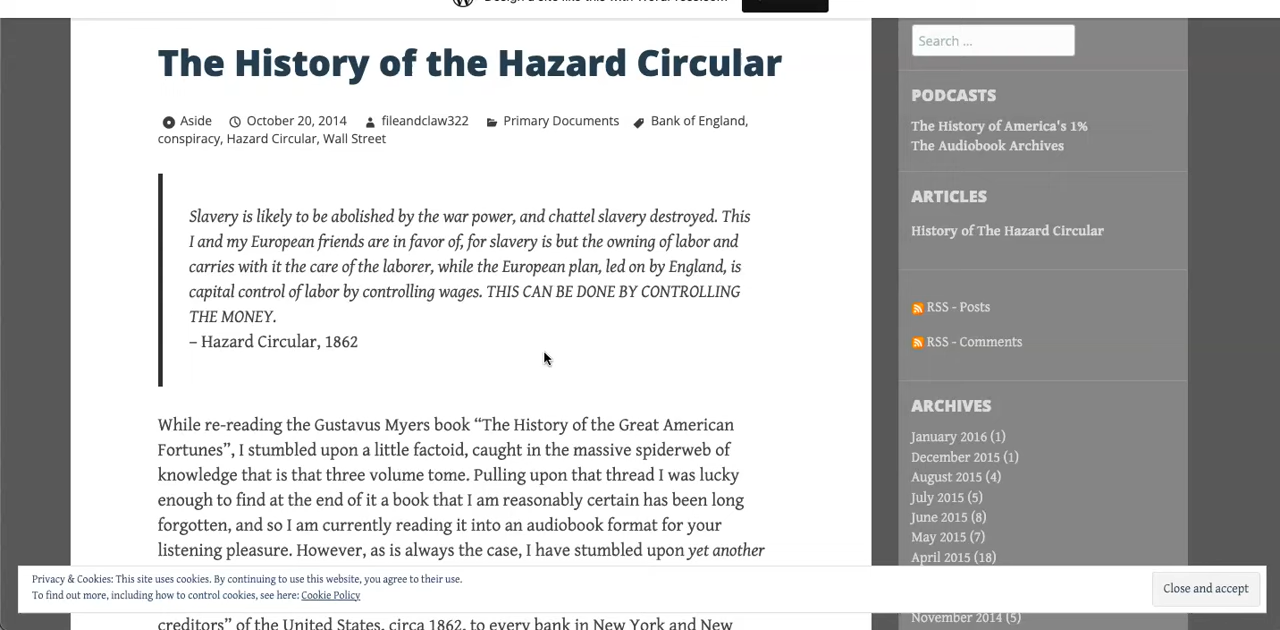 The History of the Hazard Circular
Aside October 20, 2014 fileandclaw322 Primary Documents Bank of England,
conspiracy, Hazard Circular, Wall Street
Slavery is likely to be abolished by the war power, and chattel slavery destroyed. This
I and my European friends are in favor of, for slavery is but the owning of labor and
carries with it the care of the laborer, while the European plan, led on by England, is
capital control of labor by controlling wages. THIS CAN BE DONE BY CONTROLLING
THE MONEY.
– Hazard Circular, 1862
While re-reading the Gustavus Myers book “The History of the Great American
Fortunes”, I stumbled upon a little factoid, caught in the massive spiderweb of
knowledge that is that three volume tome. Pulling upon that thread I was lucky
enough to find at the end of it a book that I am reasonably certain has been long
forgotten, and so I am currently reading it into an audiobook format for your
listening pleasure. However, as is always the case, I have stumbled upon yet another
creditors” of the United States, circa 1862, to every bank in New York and New
Search ...
PODCASTS
The History of America's 1%
The Audiobook Archives
ARTICLES
History of The Hazard Circular
RSS - Posts
RSS - Comments
ARCHIVES
January 2016 (1)
December 2015 (1)
August 2015 (4)
July 2015 (5)
June 2015 (8)
May 2015 (7)
April 2015 (18)
November 2014 (5)
Privacy & Cookies: This site uses cookies. By continuing to use this website, you agree to their use.
To find out more, including how to control cookies, see here: Cookie Policy
Close and accept